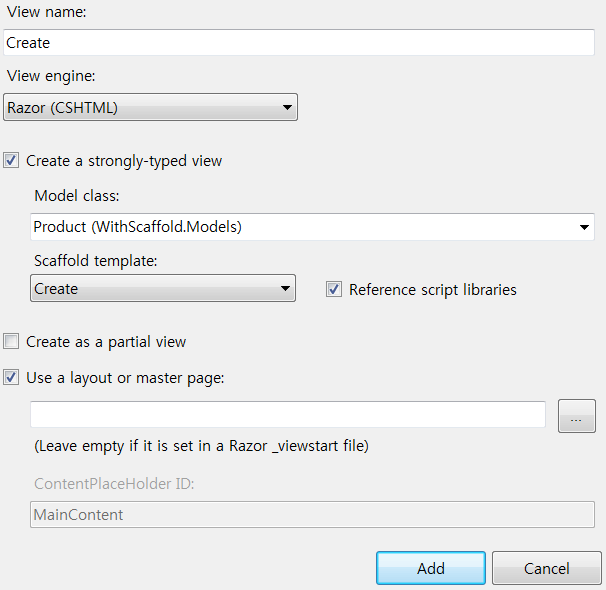 View name:
Create
View engine:
Razor (CSHTML)
Create a strongly-typed view
Model class:
Product (WithScaffold.Models)
Scaffold template:
Create
Reference script libraries
Create as a partial view
Use a layout or master page:
...
(Leave empty if it is set in a Razor _viewstart file)
ContentPlaceHolder ID:
MainContent
Add
Cancel